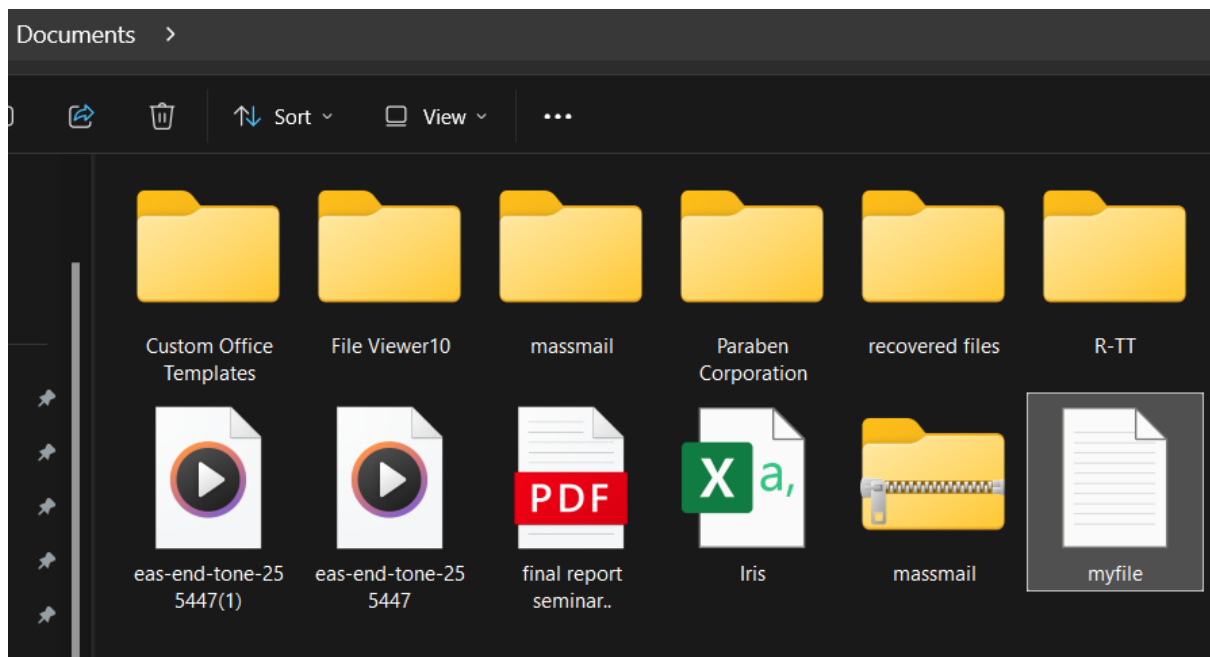 Documents
Sort
View
Custom Office
Templates
File Viewer10
massmail
Paraben
Corporation
recovered files
R-TT
eas-end-tone-25
5447(1)
eas-end-tone-25
5447
PDF
final report
seminar..
X a,
Iris
massmail
myfile